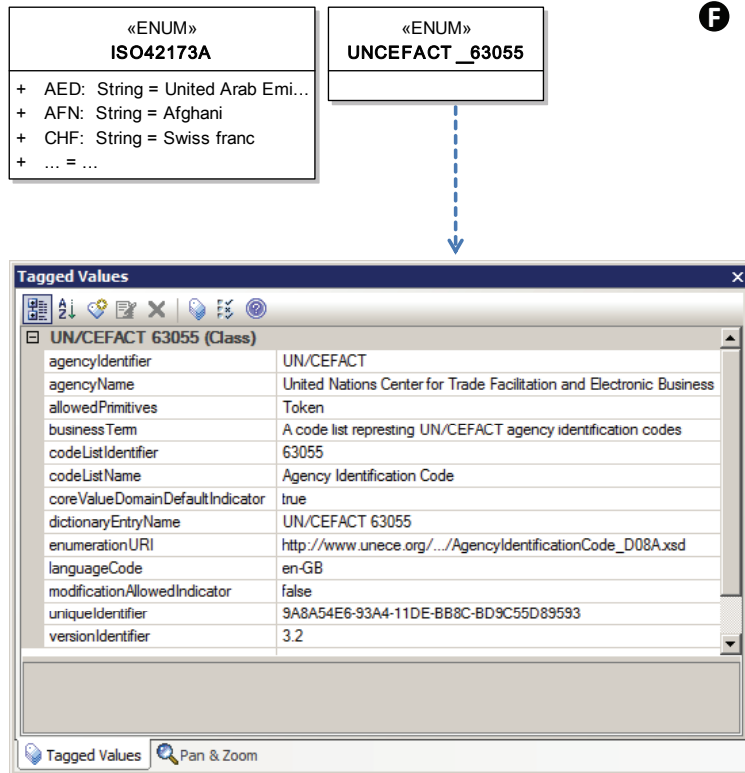 F
«ENUM»
ISO42173A
+ AED: String = United Arab Emi...
+ AFN: String = Afghani
+ CHF: String = Swiss franc
+ ... = ...
«ENUM»
UNCEFACT _63055
Tagged Values
UN/CEFACT 63055 (Class)
agencyIdentifier UN/CEFACT
agencyName United Nations Center for Trade Facilitation and Electronic Business
allowedPrimitives Token
businessTerm A code list represting UN/CEFACT agency identification codes
codeListIdentifier 63055
codeListName Agency Identification Code
coreValueDomainDefaultIndicator true
dictionaryEntryName UN/CEFACT 63055
enumerationURI http://www.unece.org/.../AgencyIdentificationCode_D08A.xsd
languageCode en-GB
modificationAllowedIndicator false
uniqueIdentifier 9A8A54E6-93A4-11DE-BB8C-BD9C55D89593
versionIdentifier 3.2
Tagged Values Pan & Zoom